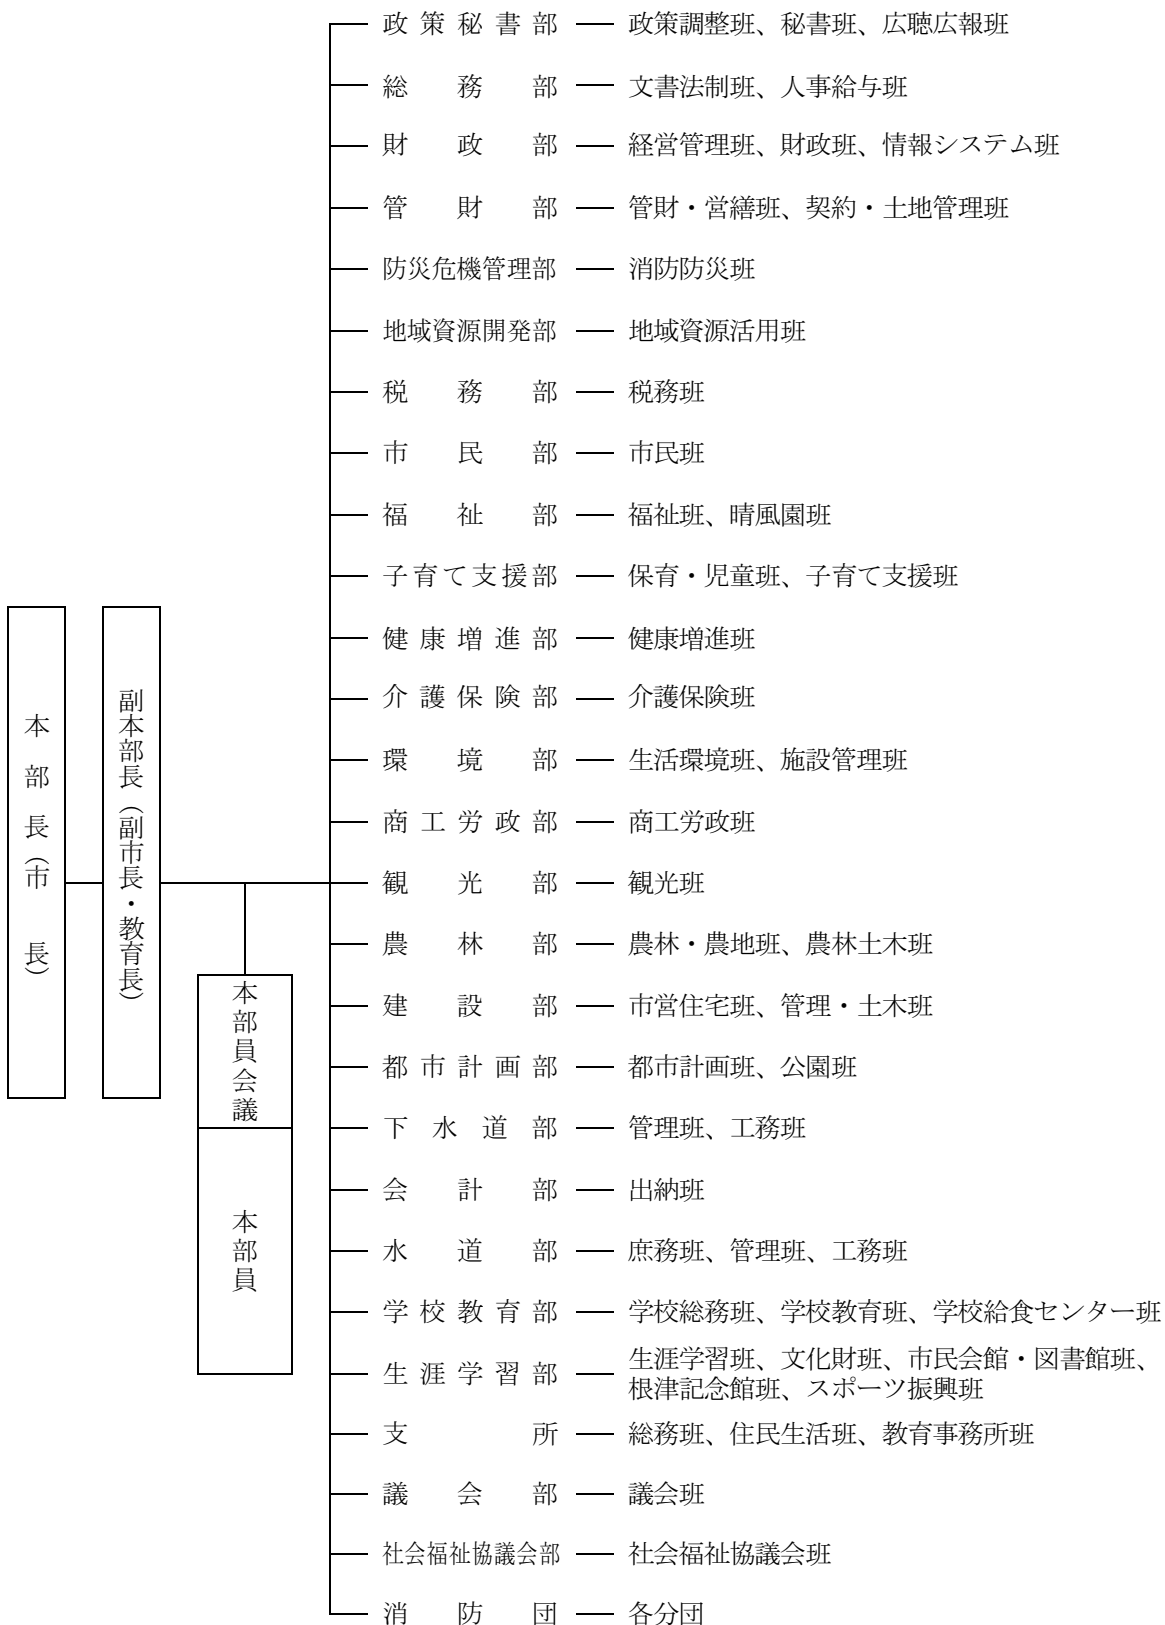 政策秘書部 政策調整班、秘書班、広聴広報班
総務部 文書法制班、人事給与班
財政部 経営管理班、財政班、情報システム班
管財部 管財・営繕班、契約・土地管理班
防災危機管理部 消防防災班
地域資源開発部 地域資源活用班
税務部 税務班
市民部 市民班
福祉部 福祉班、晴風園班
子育て支援部 保育・児童班、子育て支援班
健康増進部 健康増進班
介護保険部 介護保険班
環境部 生活環境班、施設管理班
商工労政部 商工労政班
観光部 観光班
農林部 農林・農地班、農林土木班
建設部 市営住宅班、管理・土木班
都市計画部 都市計画班、公園班
下水道部 管理班、工務班
会計部 出納班
水道部 庶務班、管理班、工務班
学校教育部 学校総務班、学校教育班、学校給食センター班
生涯学習部 生涯学習班、文化財班、市民会館・図書館班、
根津記念館班、スポーツ振興班
支所 総務班、住民生活班、教育事務所班
議会部 議会班
社会福祉協議会部 社会福祉協議会班
消防団 各分団
本部長(市長)
副本部長(副市長・教育長)
本部員会議
本部員